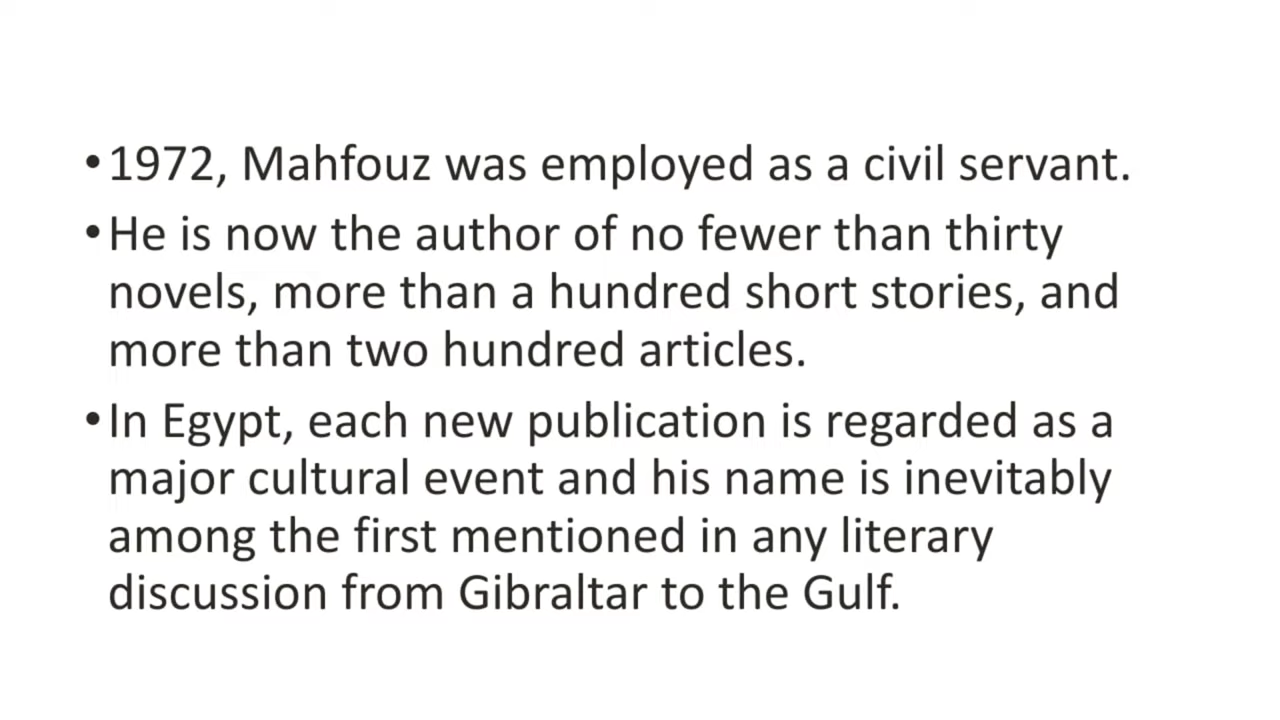 •1972, Mahfouz was employed as a civil servant.
•He is now the author of no fewer than thirty
novels, more than a hundred short stories, and
more than two hundred articles.
•In Egypt, each new publication is regarded as a
major cultural event and his name is inevitably
among the first mentioned in any literary
discussion from Gibraltar to the Gulf.